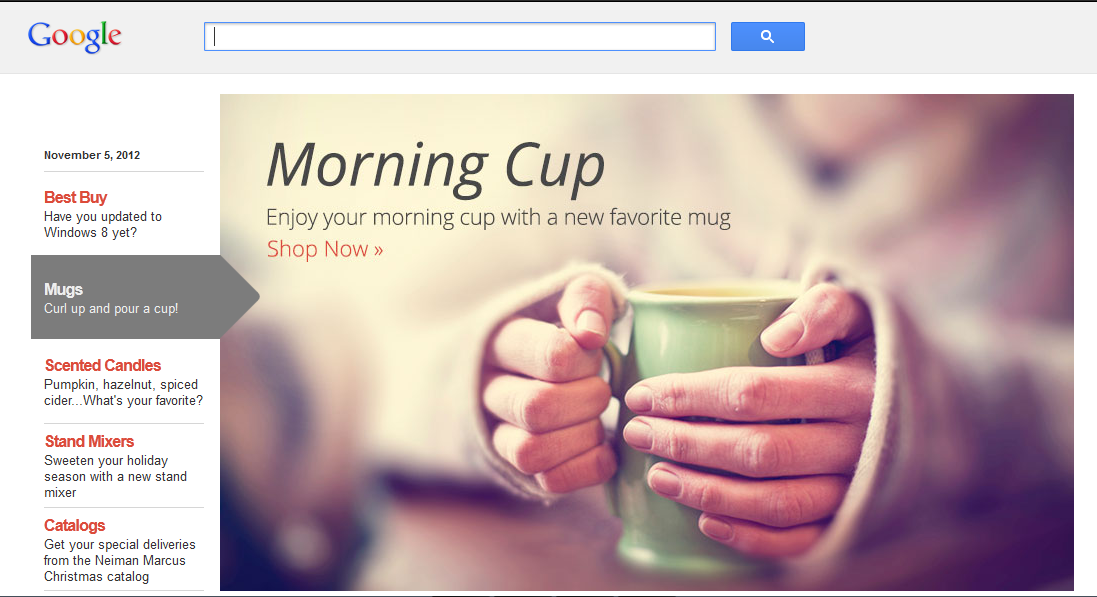 Google
November 5, 2012
Best Buy
Have you updated to
Windows 8 yet?
Mugs
Curl up and pour a cup!
Scented Candles
Pumpkin, hazelnut, spiced
cider...What's your favorite?
Stand Mixers
Sweeten your holiday
season with a new stand
mixer
Catalogs
Get your special deliveries
from the Neiman Marcus
Christmas catalog
Morning Cup
Enjoy your morning cup with a new favorite mug
Shop Now »